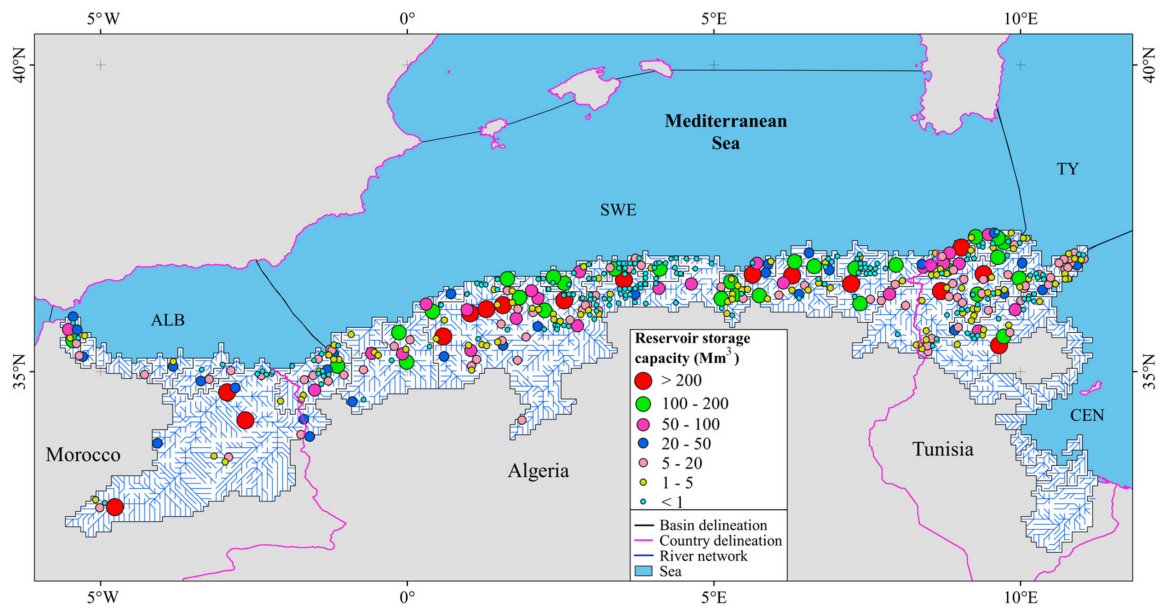 5°W 0° 5°E 10°E
40°N 40°N
Mediterranean
Sea
TY
SWE
ALB
35°N 35°N
CEN
Morocco
Algeria
Tunisia
Reservoir storage
capacity (Mm³)
> 200
100 - 200
50 - 100
20 - 50
5 - 20
1 - 5
< 1
Basin delineation
Country delineation
River network
Sea
5°W 0° 5°E 10°E